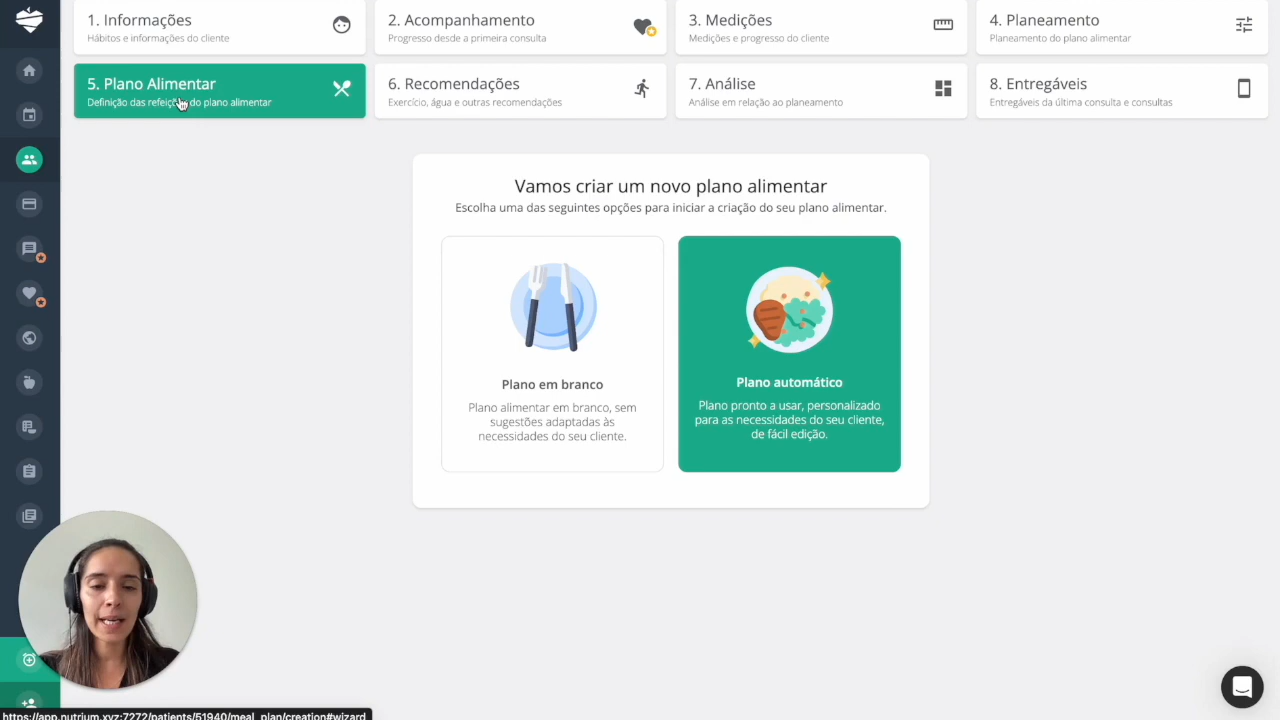 1. Informações
Hábitos e informações do cliente
2. Acompanhamento
Progresso desde a primeira consulta
3. Medições
Medições e progresso do cliente
4. Planeamento
Planeamento do plano alimentar
5. Plano Alimentar
Definição das refeições do plano alimentar
6. Recomendações
Exercício, água e outras recomendações
7. Análise
Análise em relação ao planeamento
8. Entregáveis
Entregáveis da última consulta e consultas
Vamos criar um novo plano alimentar
Escolha uma das seguintes opções para iniciar a criação do seu plano alimentar.
Plano em branco
Plano alimentar em branco, sem
sugestões adaptadas às
necessidades do seu cliente.
Plano automático
Plano pronto a usar, personalizado
para as necessidades do seu cliente,
de fácil edição.
https://app.nutrium.xyz:7272/patients/51940/meal_plan/creation#wizard